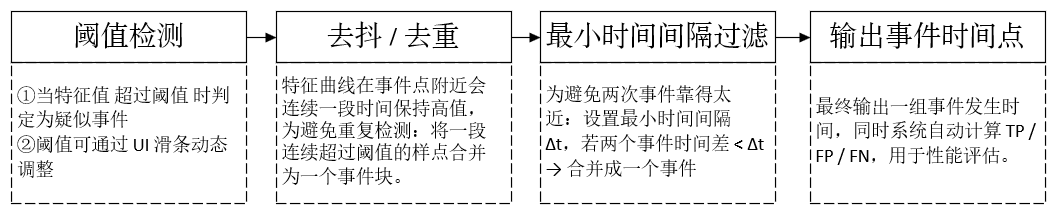 阈值检测
①当特征值 超过阈值 时判
定为疑似事件
②阈值可通过 UI 滑条动态
调整
去抖 / 去重
特征曲线在事件点附近会
连续一段时间保持高值，
为避免重复检测：将一段
连续超过阈值的样点合并
为一个事件块。
最小时间间隔过滤
为避免两次事件靠得太
近：设置最小时间间隔
Δt，若两个事件时间差 < Δt
→ 合并成一个事件
输出事件时间点
最终输出一组事件发生时
间，同时系统自动计算 TP /
FP / FN，用于性能评估。